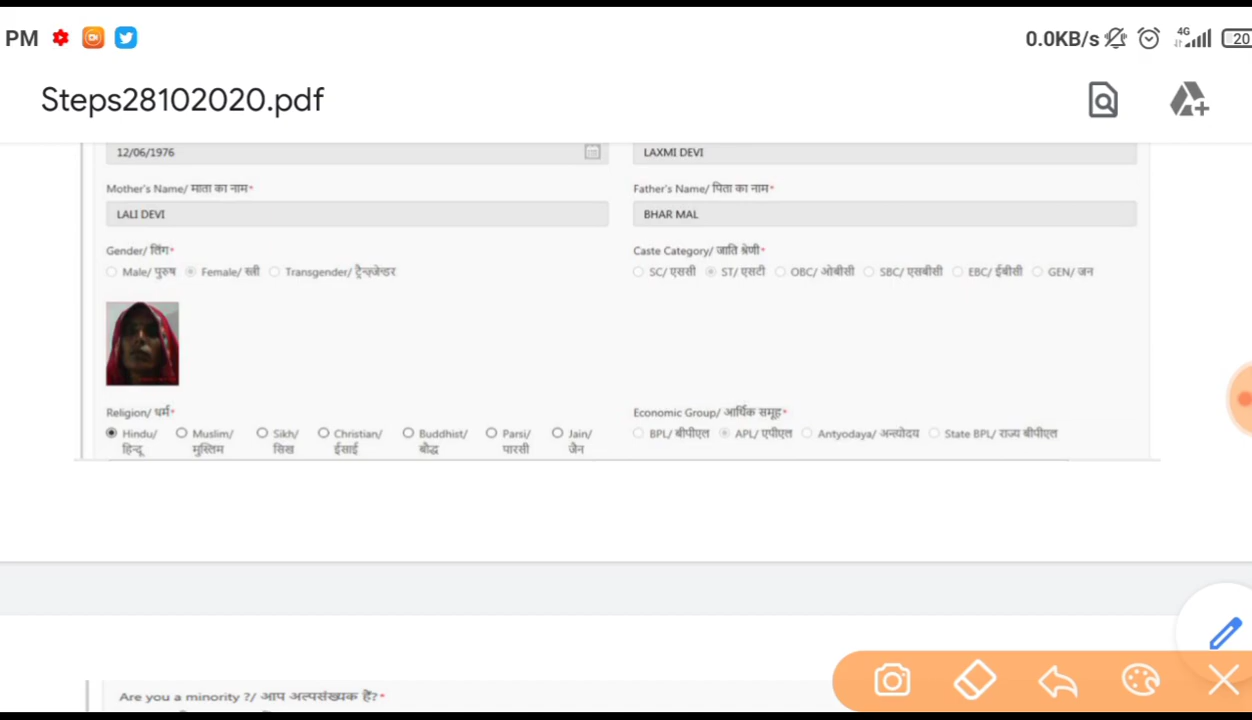 PM 0.0KB/s 4G 20
Steps28102020.pdf
12/06/1976 LAXMI DEVI
Mother's Name/ माता का नाम* Father's Name/ पिता का नाम*
LALI DEVI BHAR MAL
Gender/ लिंग* Caste Category/ जाति श्रेणी*
Male/ पुरुष Female/ स्त्री Transgender/ ट्रैन्ज़जेन्डर SC/ एससी ST/ एसटी OBC/ ओबीसी SBC/ एसबीसी EBC/ ईबीसी GEN/ जन
Religion/ धर्म* Economic Group/ आर्थिक समूह*
Hindu/ Muslim/ Sikh/ Christian/ Buddhist/ Parsi/ Jain/ BPL/ बीपीएल APL/ एपीएल Antyodaya/ अन्त्योदय State BPL/ राज्य बीपीएल
हिन्दू मुस्लिम सिख ईसाई बौद्ध पारसी जैन
Are you a minority ?/ आप अल्पसंख्यक हैं?*